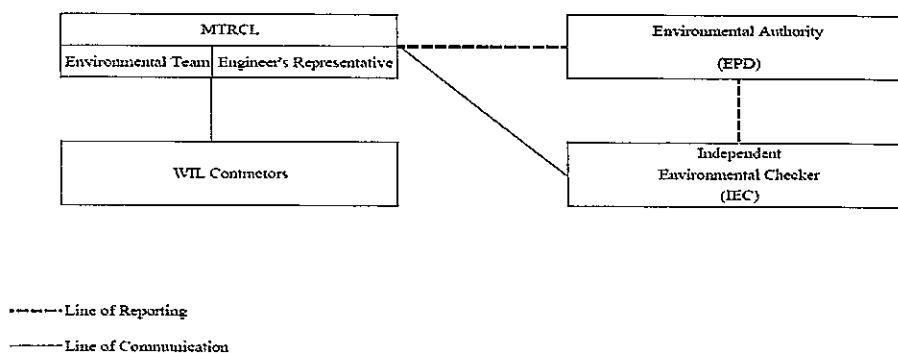 MTRCL
Environmental Team
Engineer's Representative
Environmental Authority
(EPD)
WIL Contractors
Independent
Environmental Checker
(IEC)
Line of Reporting
Line of Communication